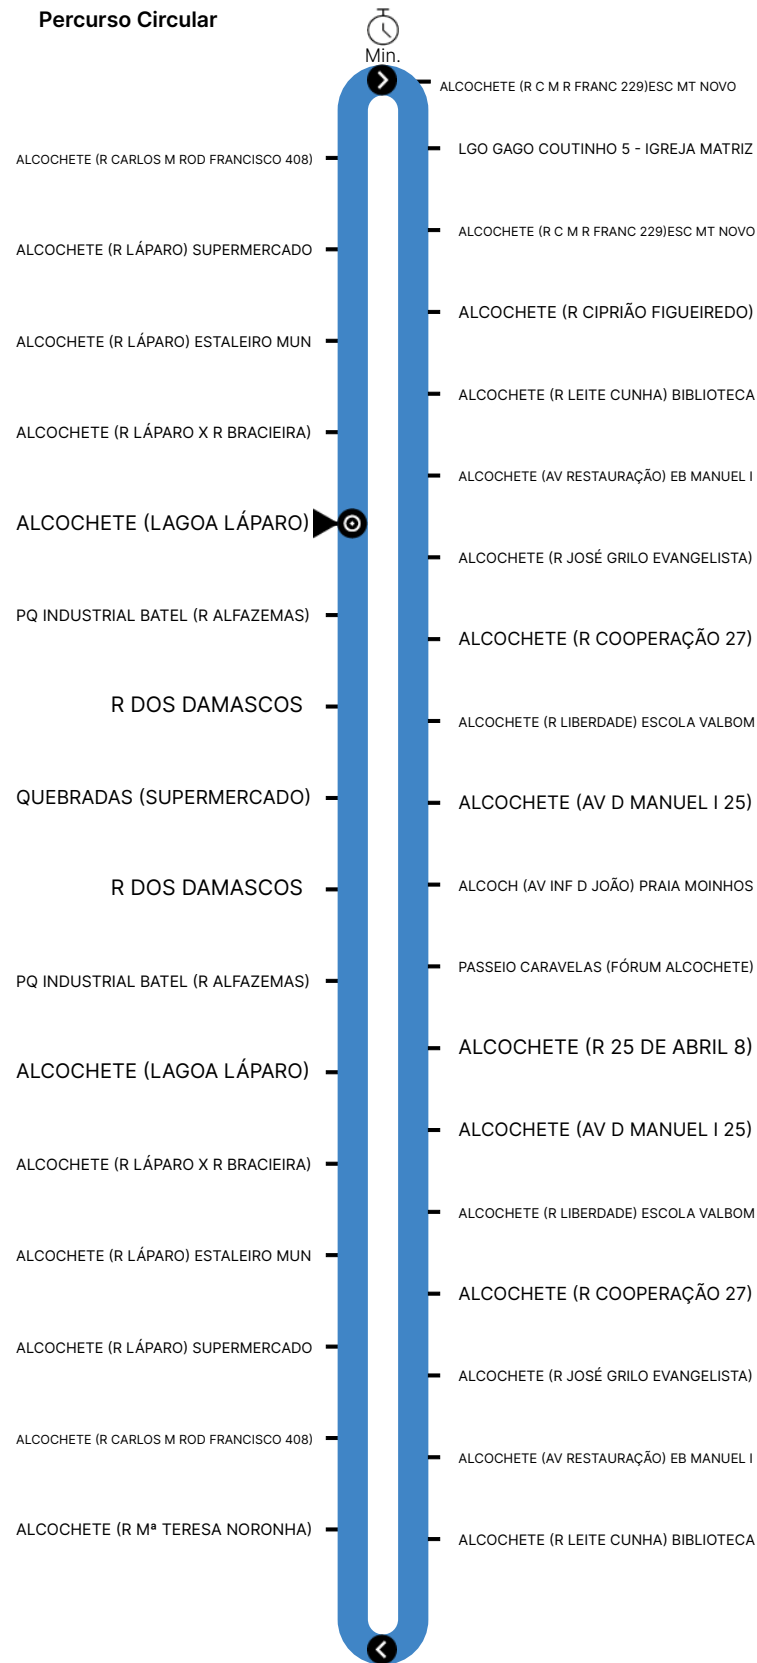 Percurso Circular
Min.
ALCOCHETE (R C M R FRANC 229)ESC MT NOVO
LGO GAGO COUTINHO 5 - IGREJA MATRIZ
ALCOCHETE (R C M R FRANC 229)ESC MT NOVO
ALCOCHETE (R CIPRIÃO FIGUEIREDO)
ALCOCHETE (R LEITE CUNHA) BIBLIOTECA
ALCOCHETE (AV RESTAURAÇÃO) EB MANUEL I
ALCOCHETE (R JOSÉ GRILO EVANGELISTA)
ALCOCHETE (R COOPERAÇÃO 27)
ALCOCHETE (R LIBERDADE) ESCOLA VALBOM
ALCOCHETE (AV D MANUEL I 25)
ALCOCH (AV INF D JOÃO) PRAIA MOINHOS
PASSEIO CARAVELAS (FÓRUM ALCOCHETE)
ALCOCHETE (R 25 DE ABRIL 8)
ALCOCHETE (AV D MANUEL I 25)
ALCOCHETE (R LIBERDADE) ESCOLA VALBOM
ALCOCHETE (R COOPERAÇÃO 27)
ALCOCHETE (R JOSÉ GRILO EVANGELISTA)
ALCOCHETE (AV RESTAURAÇÃO) EB MANUEL I
ALCOCHETE (R LEITE CUNHA) BIBLIOTECA
ALCOCHETE (R CARLOS M ROD FRANCISCO 408)
ALCOCHETE (R LÁPARO) SUPERMERCADO
ALCOCHETE (R LÁPARO) ESTALEIRO MUN
ALCOCHETE (R LÁPARO X R BRACIEIRA)
ALCOCHETE (LAGOA LÁPARO)
PQ INDUSTRIAL BATEL (R ALFAZEMAS)
R DOS DAMASCOS
QUEBRADAS (SUPERMERCADO)
R DOS DAMASCOS
PQ INDUSTRIAL BATEL (R ALFAZEMAS)
ALCOCHETE (LAGOA LÁPARO)
ALCOCHETE (R LÁPARO X R BRACIEIRA)
ALCOCHETE (R LÁPARO) ESTALEIRO MUN
ALCOCHETE (R LÁPARO) SUPERMERCADO
ALCOCHETE (R CARLOS M ROD FRANCISCO 408)
ALCOCHETE (R Mª TERESA NORONHA)